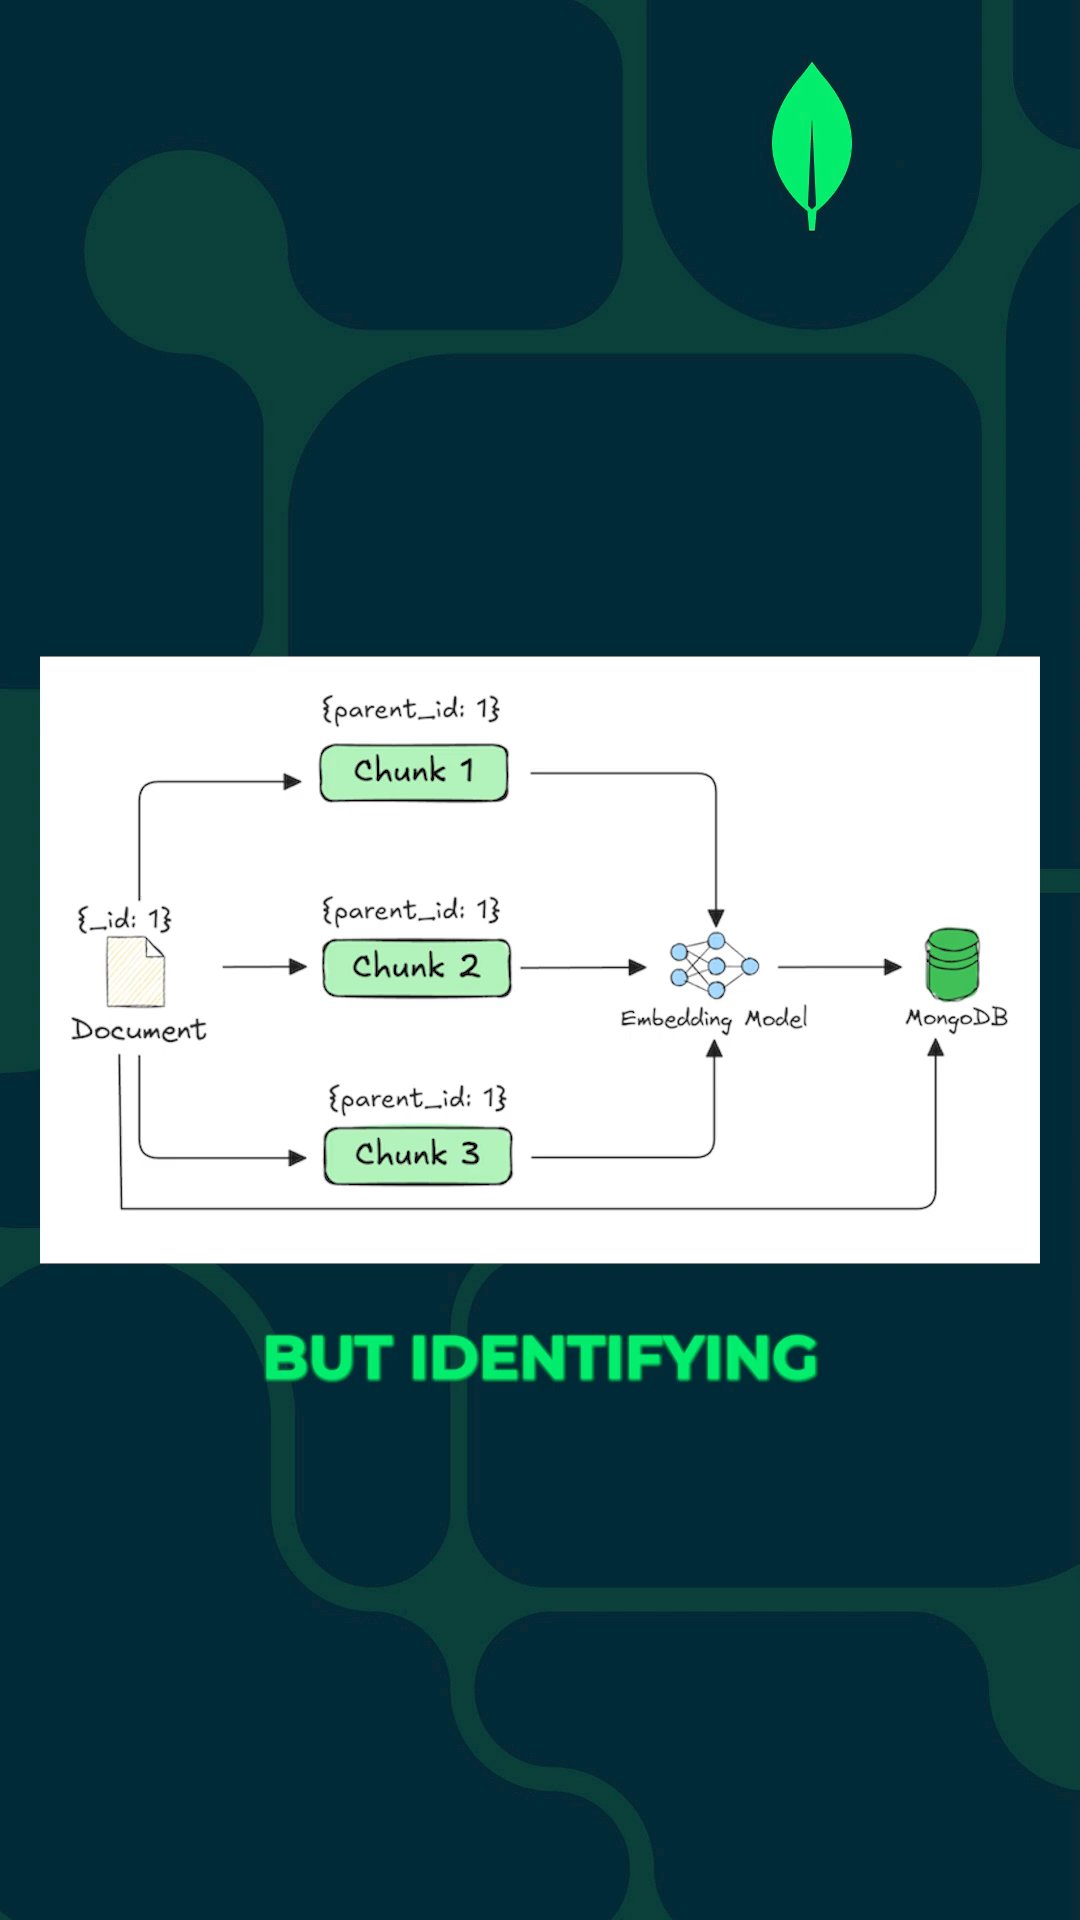 {parent_id: 1}
Chunk 1
{_id: 1}
Document
{parent_id: 1}
Chunk 2
Embedding Model
MongoDB
{parent_id: 1}
Chunk 3
BUT IDENTIFYING